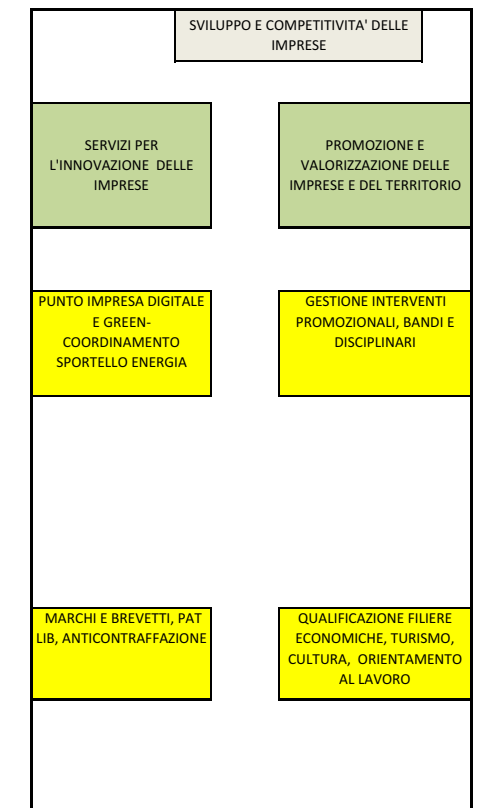 SVILUPPO E COMPETITIVITA' DELLE
IMPRESE
SERVIZI PER
L'INNOVAZIONE DELLE
IMPRESE
PROMOZIONE E
VALORIZZAZIONE DELLE
IMPRESE E DEL TERRITORIO
PUNTO IMPRESA DIGITALE
E GREEN-
COORDINAMENTO
SPORTELLO ENERGIA
GESTIONE INTERVENTI
PROMOZIONALI, BANDI E
DISCIPLINARI
MARCHI E BREVETTI, PAT
LIB, ANTICONTRAFFAZIONE
QUALIFICAZIONE FILIERE
ECONOMICHE, TURISMO,
CULTURA, ORIENTAMENTO
AL LAVORO